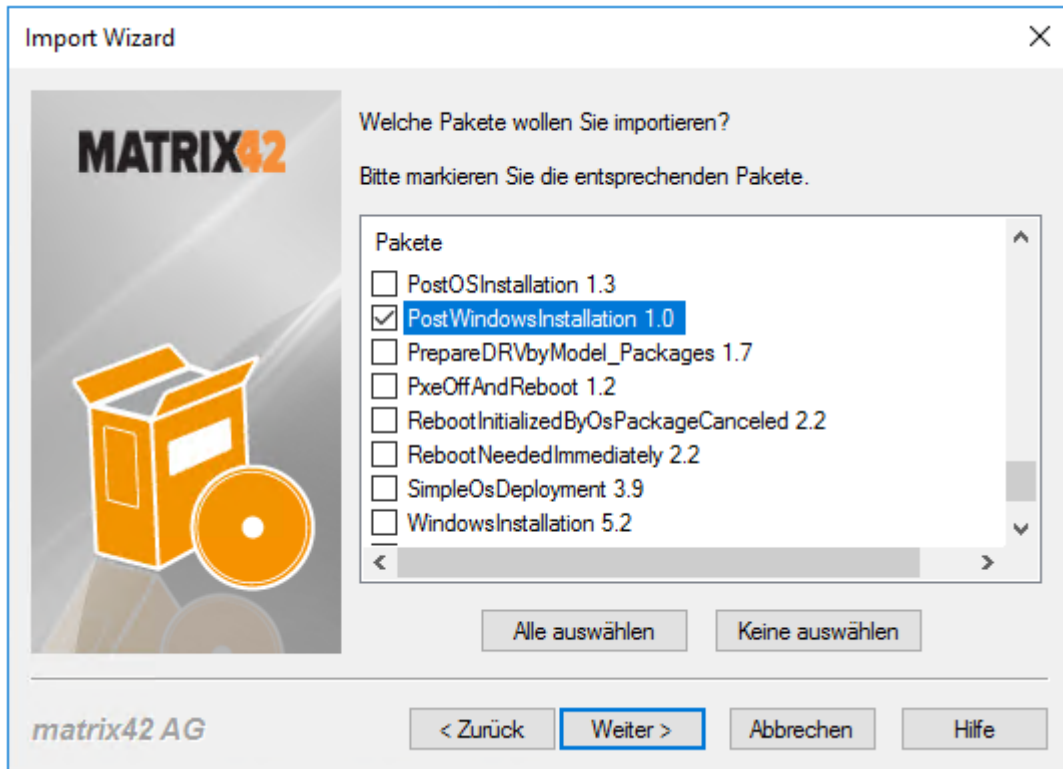 Import Wizard
MATRIX42
Welche Pakete wollen Sie importieren?
Bitte markieren Sie die entsprechenden Pakete.
Pakete
PostOSInstallation 1.3
PostWindowsInstallation 1.0
PrepareDRVbyModel_Packages 1.7
PxeOffAndReboot 1.2
RebootInitializedByOsPackageCanceled 2.2
RebootNeededImmediately 2.2
SimpleOsDeployment 3.9
WindowsInstallation 5.2
Alle auswählen Keine auswählen
matrix42 AG < Zurück Weiter > Abbrechen Hilfe